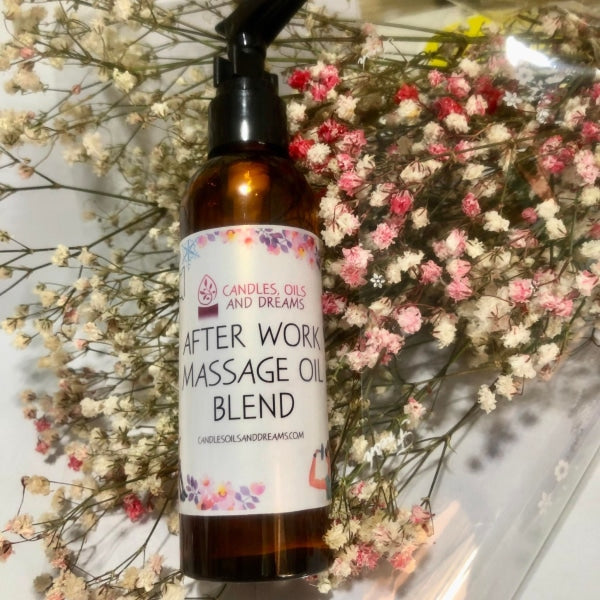 CANDLES, OILS
AND DREAMS
AFTER WORK
MASSAGE OIL
BLEND
CANDLESOILSANDDREAMS.COM